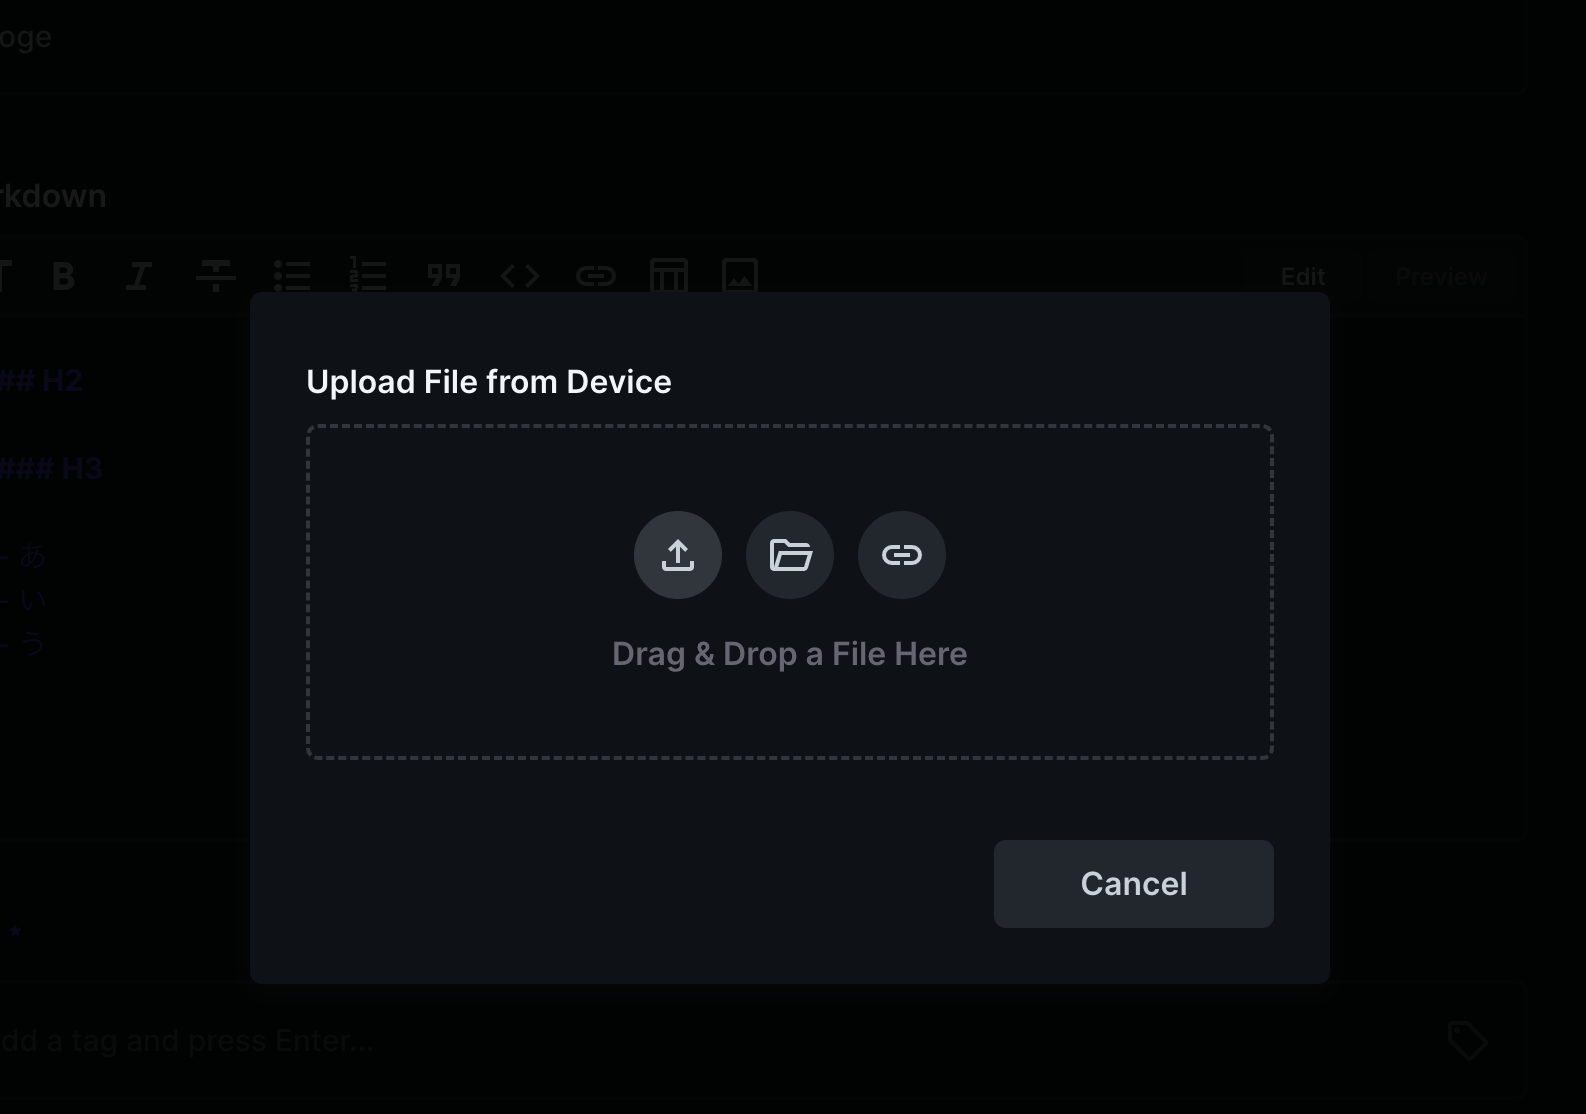 oge
rkdown
Edit
Preview
## H2
### H3
- あ
- い
- う
Upload File from Device
Drag & Drop a File Here
Cancel
*
dd a tag and press Enter...